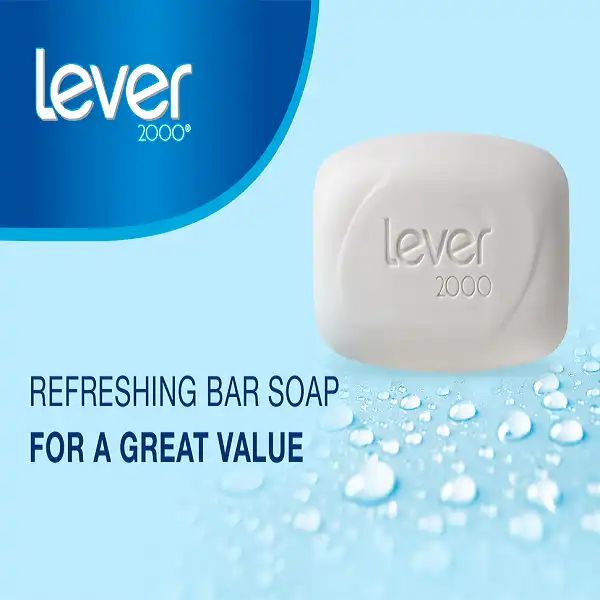 Lever
2000®
Lever
2000
REFRESHING BAR SOAP
FOR A GREAT VALUE